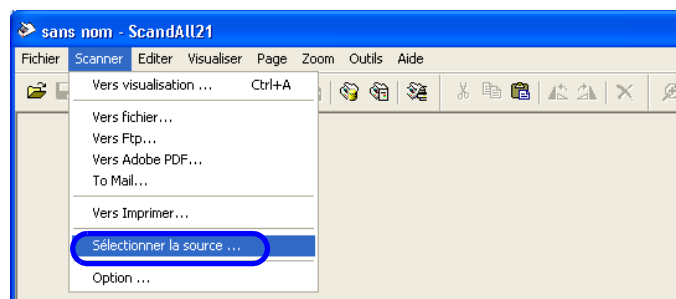 sans nom - ScandAll21
Fichier Scanner Editer Visualiser Page Zoom Outils Aide
Vers visualisation ... Ctrl+A
Vers fichier...
Vers Ftp...
Vers Adobe PDF...
To Mail...
Vers Imprimer...
Sélectionner la source ...
Option ...